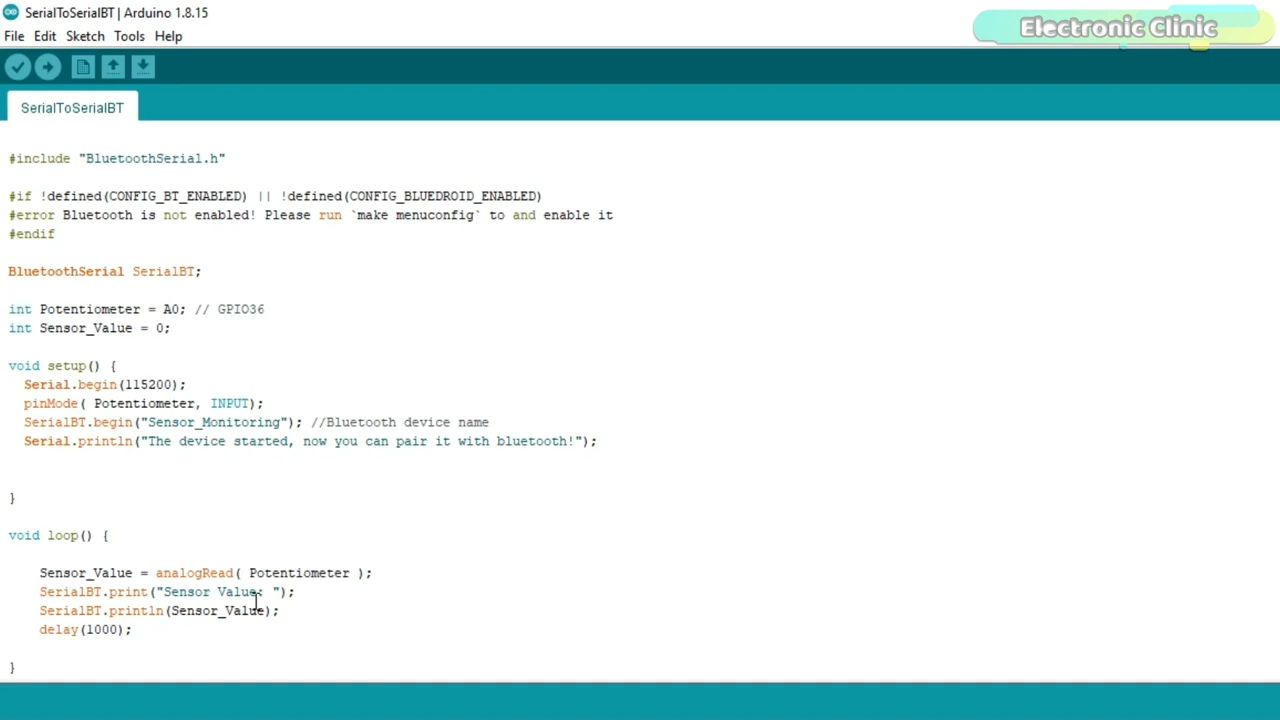 SerialToSerialBT | Arduino 1.8.15
Electronic Clinic
File Edit Sketch Tools Help
SerialToSerialBT
#include "BluetoothSerial.h"
#if !defined(CONFIG_BT_ENABLED) || !defined(CONFIG_BLUEDROID_ENABLED)
#error Bluetooth is not enabled! Please run `make menuconfig` to and enable it
#endif
BluetoothSerial SerialBT;
int Potentiometer = A0; // GPIO36
int Sensor_Value = 0;
void setup() {
Serial.begin(115200);
pinMode( Potentiometer, INPUT);
SerialBT.begin("Sensor_Monitoring"); //Bluetooth device name
Serial.println("The device started, now you can pair it with bluetooth!");
}
void loop() {
Sensor_Value = analogRead( Potentiometer );
SerialBT.print("Sensor Value: ");
SerialBT.println(Sensor_Value);
delay(1000);
}